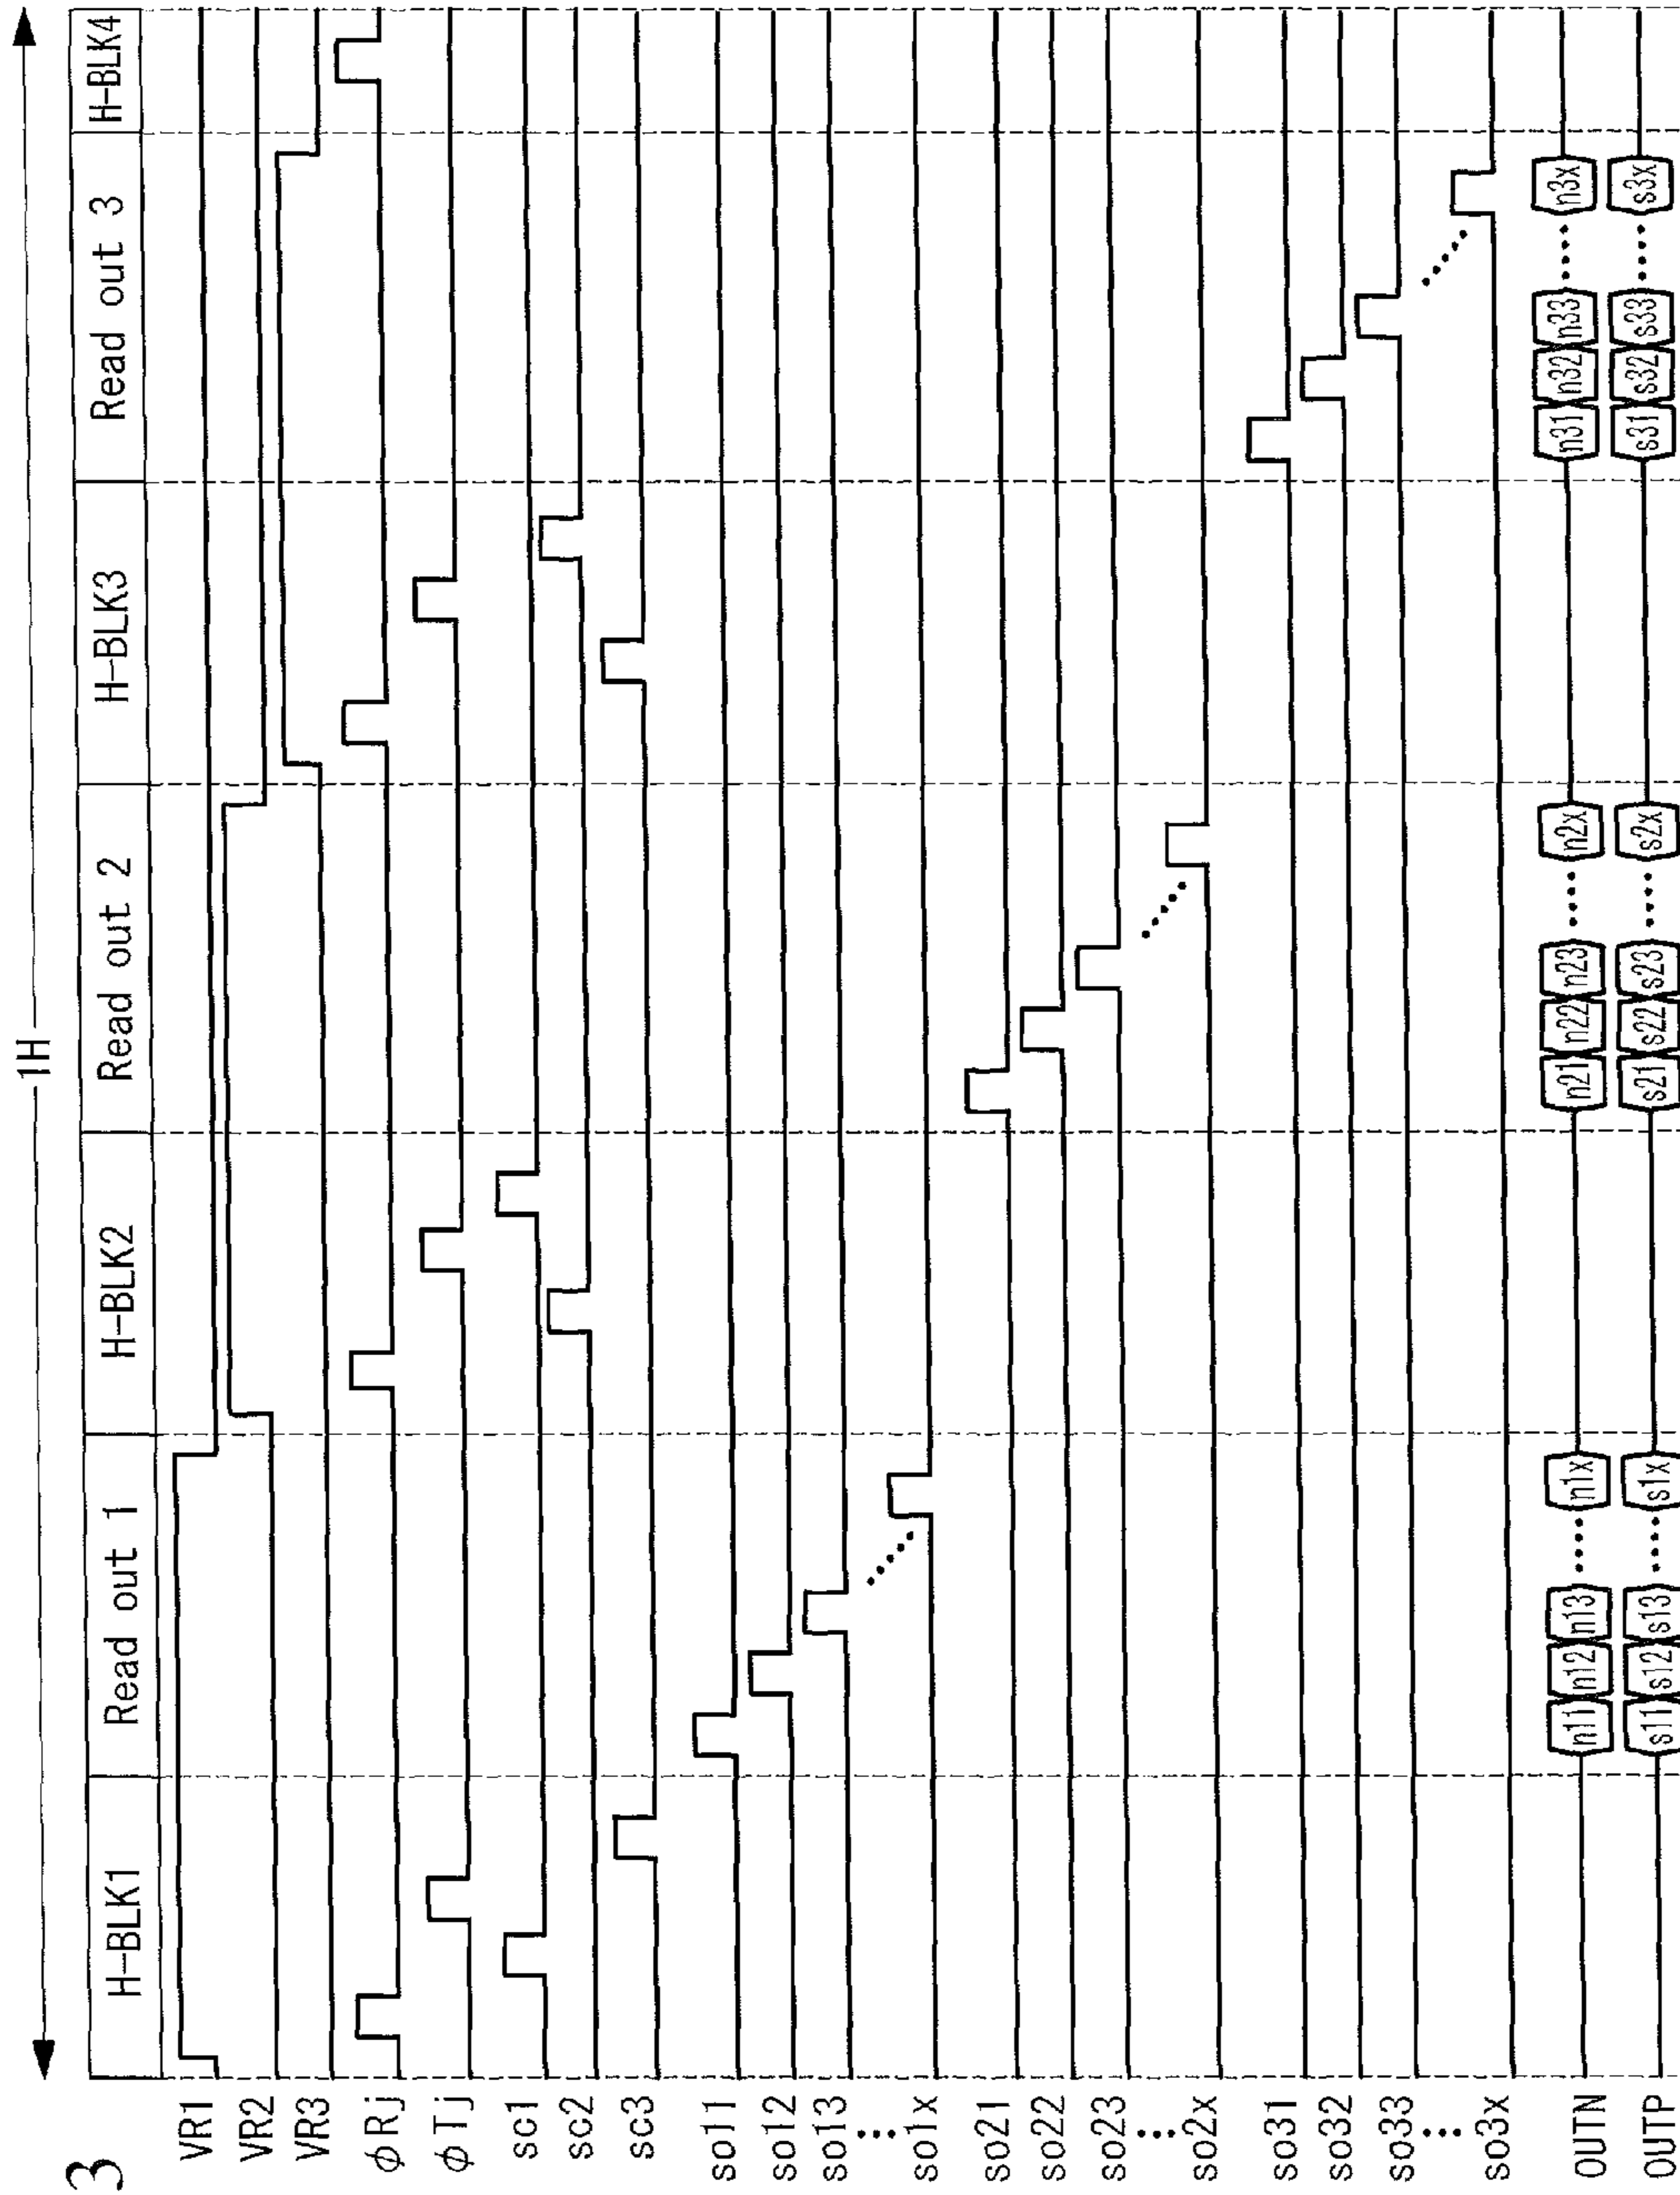 3
1H
H-BLK1 Read out 1 H-BLK2 Read out 2 H-BLK3 Read out 3 H-BLK4
VR1
VR2
VR3
φRj
φTj
sc1
sc2
sc3
so11
so12
so13
⋮
so1x
so21
so22
so23
⋮
so2x
so31
so32
so33
⋮
so3x
OUTN n11 n12 n13 ····· n1x n21 n22 n23 ····· n2x n31 n32 n33 ····· n3x
OUTP s11 s12 s13 ····· s1x s21 s22 s23 ····· s2x s31 s32 s33 ····· s3x